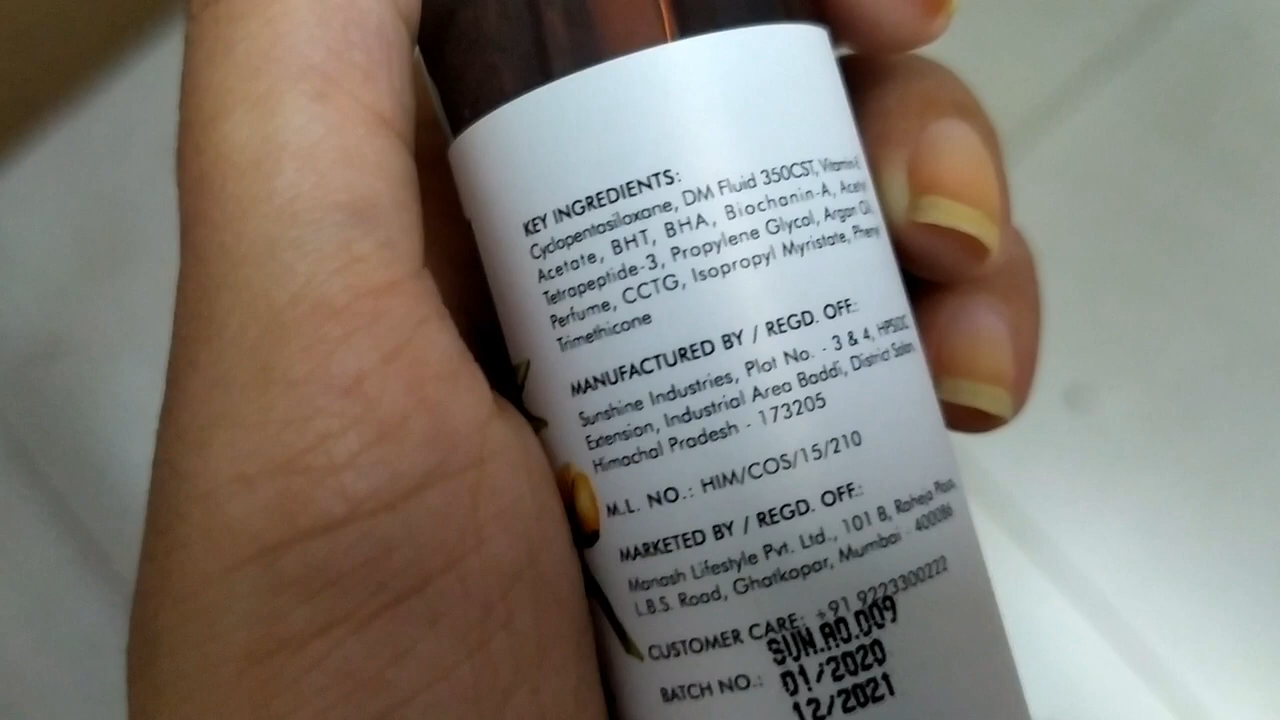 KEY INGREDIENTS:
Cyclopentasiloxane, DM Fluid 350CST, Vitamin E
Acetate, BHT, BHA, Biochanin-A, Acetyl
Tetrapeptide-3, Propylene Glycol, Argan Oil,
Perfume, CCTG, Isopropyl Myristate, Pheny
Trimethicone
MANUFACTURED BY / REGD. OFF.:
Sunshine Industries, Plot No. - 3 & 4, HPSIDC
Extension, Industrial Area Baddi, District Solan,
Himachal Pradesh - 173205
M.L. NO.: HIM/COS/15/210
MARKETED BY / REGD. OFF.:
Manash Lifestyle Pvt. Ltd., 101 B, Raheja Plaza,
L.B.S. Road, Ghatkopar, Mumbai - 400086
CUSTOMER CARE: +91 9223300222
SUN.AO.009
BATCH NO.: 01/2020
12/2021